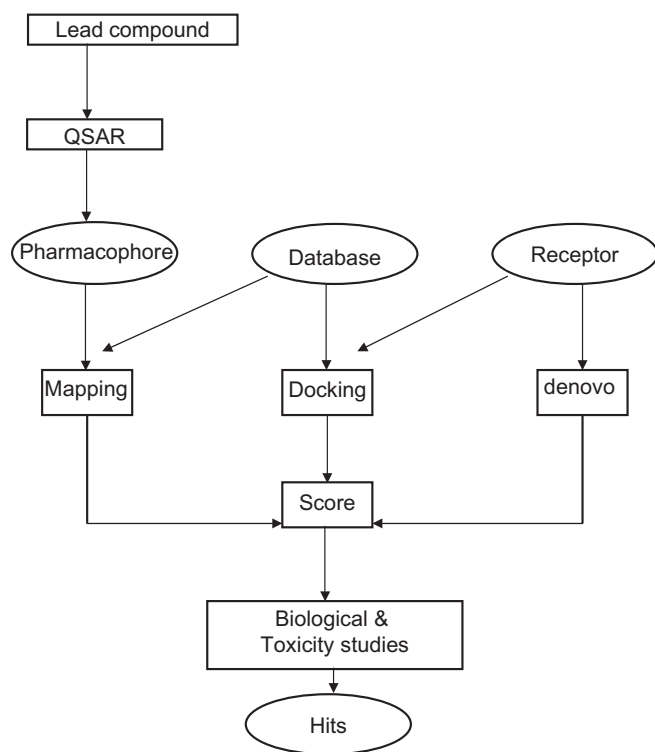 Lead compound
QSAR
Pharmacophore
Database
Receptor
Mapping
Docking
denovo
Score
Biological &
Toxicity studies
Hits